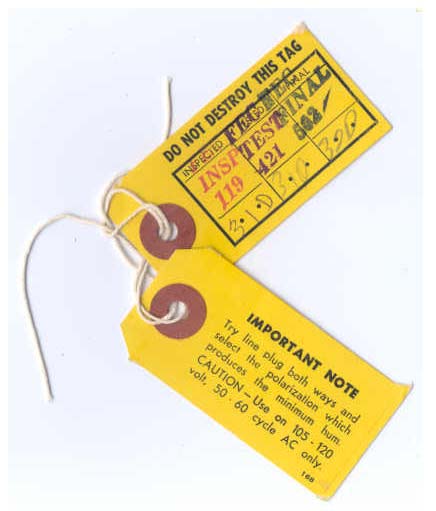 DO NOT DESTROY THIS TAG
INSPECTED
INSP TEST FINAL
119 421
IMPORTANT NOTE
Try line plug both ways and
select the polarization which
produces the minimum hum.
CAUTION - Use on 105 - 120
volt, 50 - 60 cycle AC only.
168